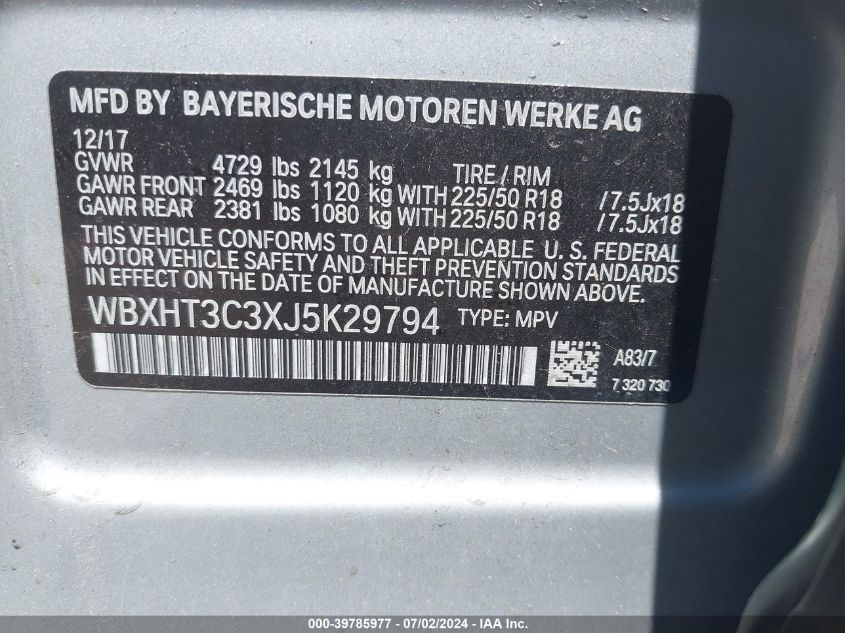 MFD BY BAYERISCHE MOTOREN WERKE AG
12/17
GVWR 4729 lbs 2145 kg TIRE / RIM
GAWR FRONT 2469 lbs 1120 kg WITH 225/50 R18 /7.5Jx18
GAWR REAR 2381 lbs 1080 kg WITH 225/50 R18 /7.5Jx18
THIS VEHICLE CONFORMS TO ALL APPLICABLE U. S. FEDERAL
MOTOR VEHICLE SAFETY AND THEFT PREVENTION STANDARDS
IN EFFECT ON THE DATE OF MANUFACTURE SHOWN ABOVE.
WBXHT3C3XJ5K29794 TYPE: MPV
A83/7
7 320 730
000-39785977 - 07/02/2024 - IAA Inc.